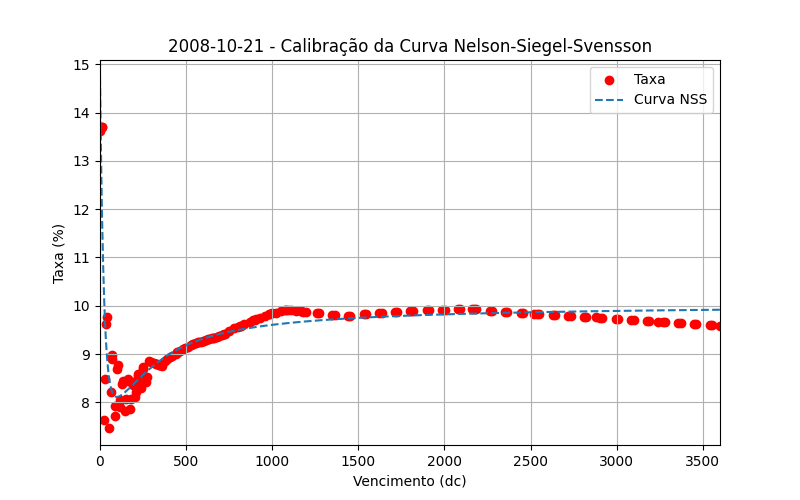 2008-10-21 - Calibração da Curva Nelson-Siegel-Svensson
Taxa
Curva NSS
Taxa (%)
15
14
13
12
11
10
9
8
0 500 1000 1500 2000 2500 3000 3500
Vencimento (dc)